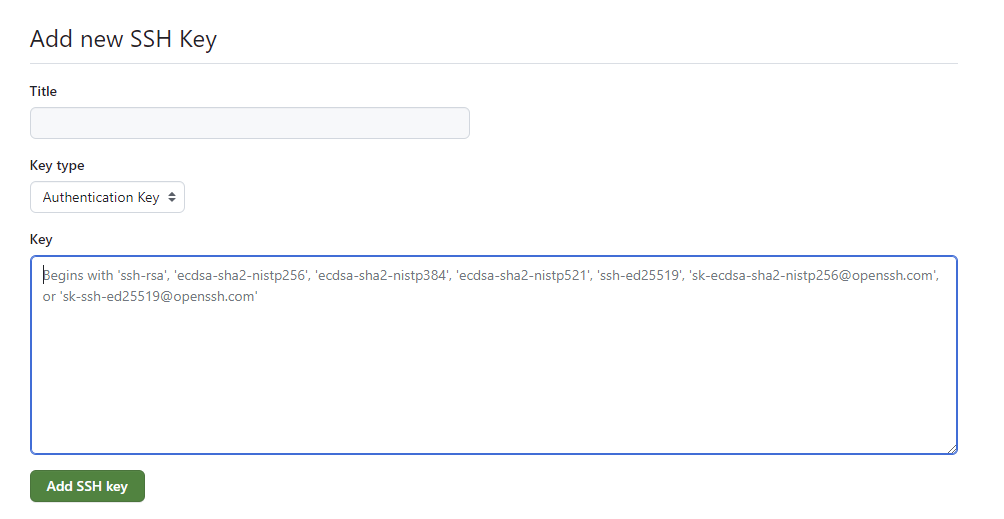 Add new SSH Key
Title
Key type
Authentication Key
Key
Begins with 'ssh-rsa', 'ecdsa-sha2-nistp256', 'ecdsa-sha2-nistp384', 'ecdsa-sha2-nistp521', 'ssh-ed25519', 'sk-ecdsa-sha2-nistp256@openssh.com',
or 'sk-ssh-ed25519@openssh.com'
Add SSH key